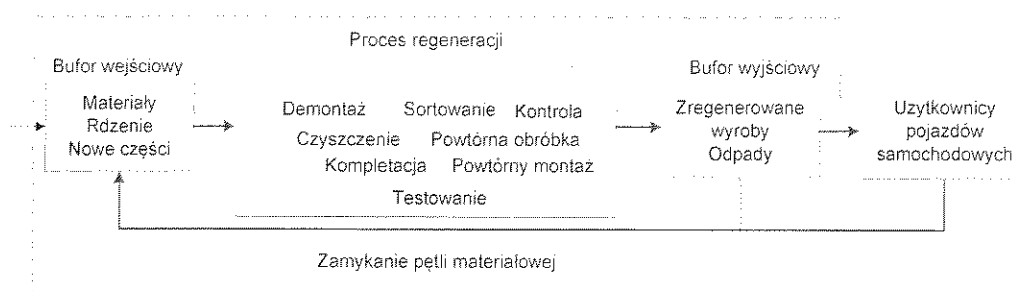 Proces regeneracji
Bufor wejściowy
Materiały
Rdzenie
Nowe części
Demontaż Sortowanie Kontrola
Czyszczenie Powtórna obróbka
Kompletacja Powtórny montaż
Testowanie
Bufor wyjściowy
Zregenerowane
wyroby
Odpady
Uzytkownicy
pojazdów
samochodowych
Zamykanie pętli materiałowej